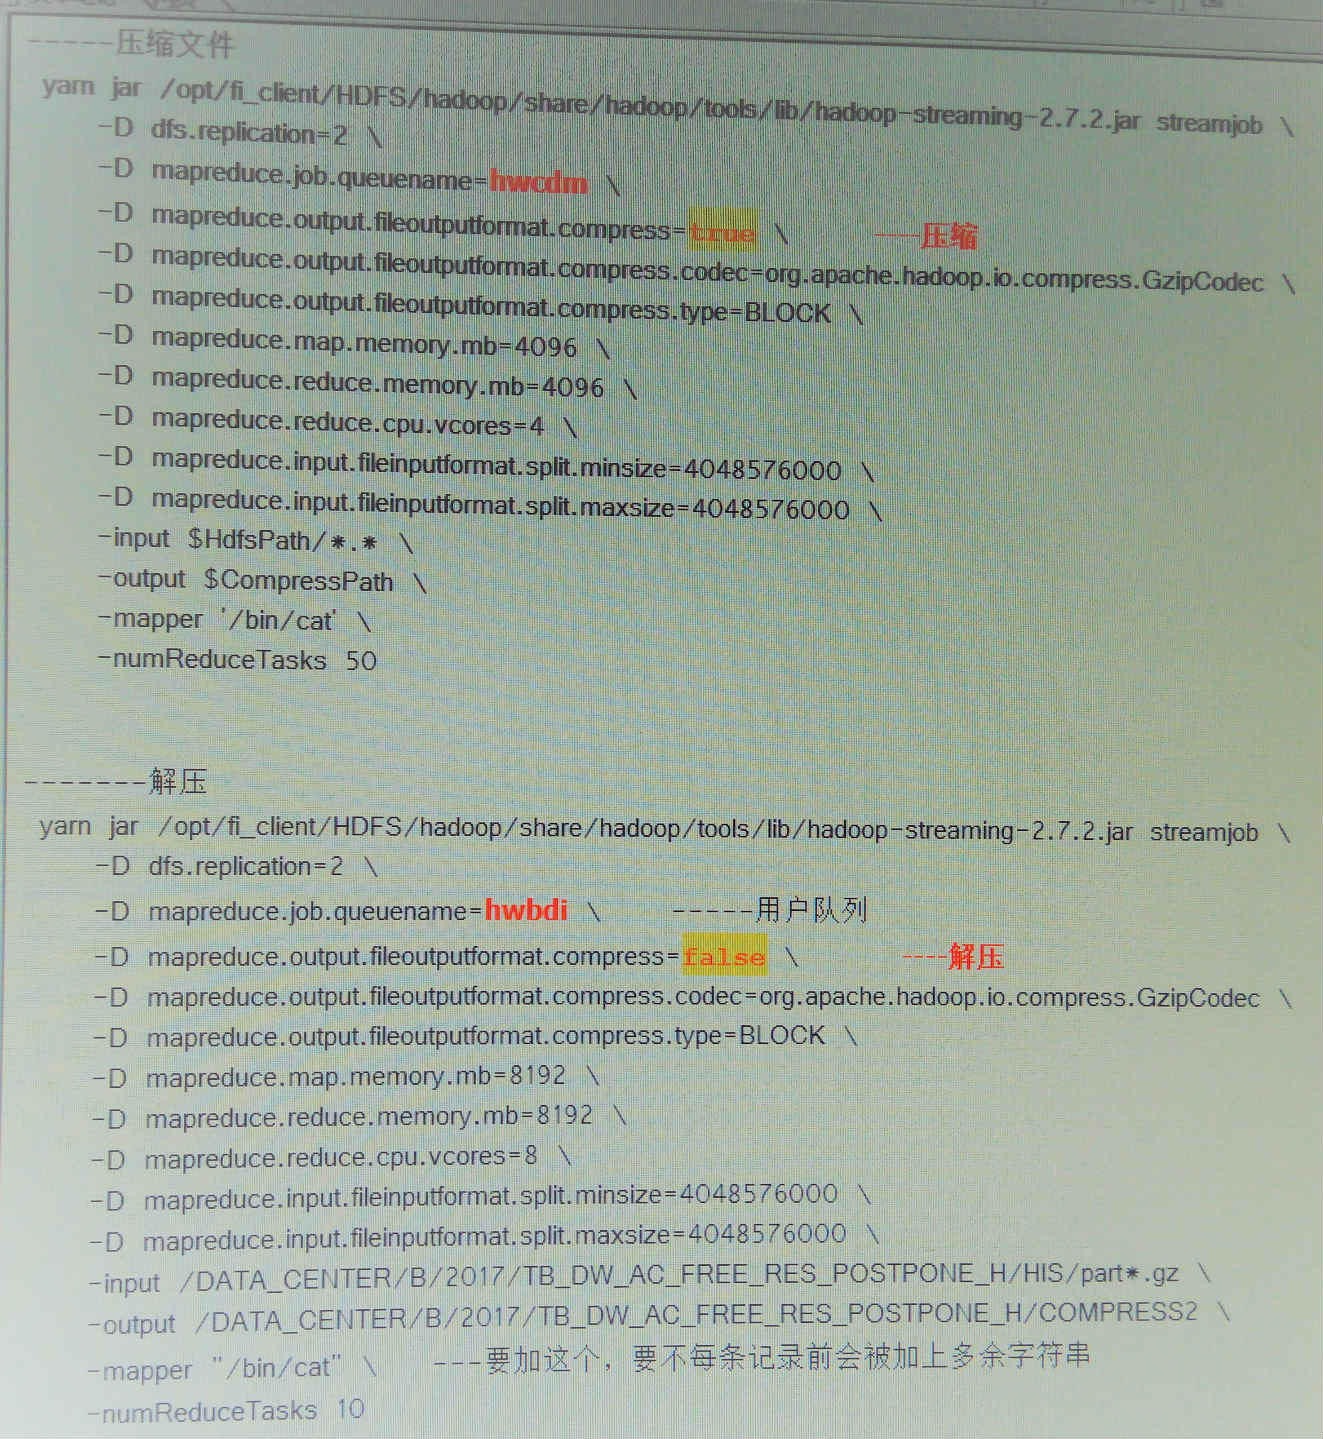 -----压缩文件
yarn jar /opt/fi_client/HDFS/hadoop/share/hadoop/tools/lib/hadoop-streaming-2.7.2.jar streamjob \
-D dfs.replication=2 \
-D mapreduce.job.queuename=hwcdm \
-D mapreduce.output.fileoutputformat.compress=true \ ----压缩
-D mapreduce.output.fileoutputformat.compress.codec=org.apache.hadoop.io.compress.GzipCodec \
-D mapreduce.output.fileoutputformat.compress.type=BLOCK \
-D mapreduce.map.memory.mb=4096 \
-D mapreduce.reduce.memory.mb=4096 \
-D mapreduce.reduce.cpu.vcores=4 \
-D mapreduce.input.fileinputformat.split.minsize=4048576000 \
-D mapreduce.input.fileinputformat.split.maxsize=4048576000 \
-input $HdfsPath/*.* \
-output $CompressPath \
-mapper '/bin/cat' \
-numReduceTasks 50
-------解压
yarn jar /opt/fi_client/HDFS/hadoop/share/hadoop/tools/lib/hadoop-streaming-2.7.2.jar streamjob \
-D dfs.replication=2 \
-D mapreduce.job.queuename=hwbdi \ -----用户队列
-D mapreduce.output.fileoutputformat.compress=false \ ----解压
-D mapreduce.output.fileoutputformat.compress.codec=org.apache.hadoop.io.compress.GzipCodec \
-D mapreduce.output.fileoutputformat.compress.type=BLOCK \
-D mapreduce.map.memory.mb=8192 \
-D mapreduce.reduce.memory.mb=8192 \
-D mapreduce.reduce.cpu.vcores=8 \
-D mapreduce.input.fileinputformat.split.minsize=4048576000 \
-D mapreduce.input.fileinputformat.split.maxsize=4048576000 \
-input /DATA_CENTER/B/2017/TB_DW_AC_FREE_RES_POSTPONE_H/HIS/part*.gz \
-output /DATA_CENTER/B/2017/TB_DW_AC_FREE_RES_POSTPONE_H/COMPRESS2 \
-mapper "/bin/cat" \ ---要加这个，要不每条记录前会被加上多余字符串
-numReduceTasks 10